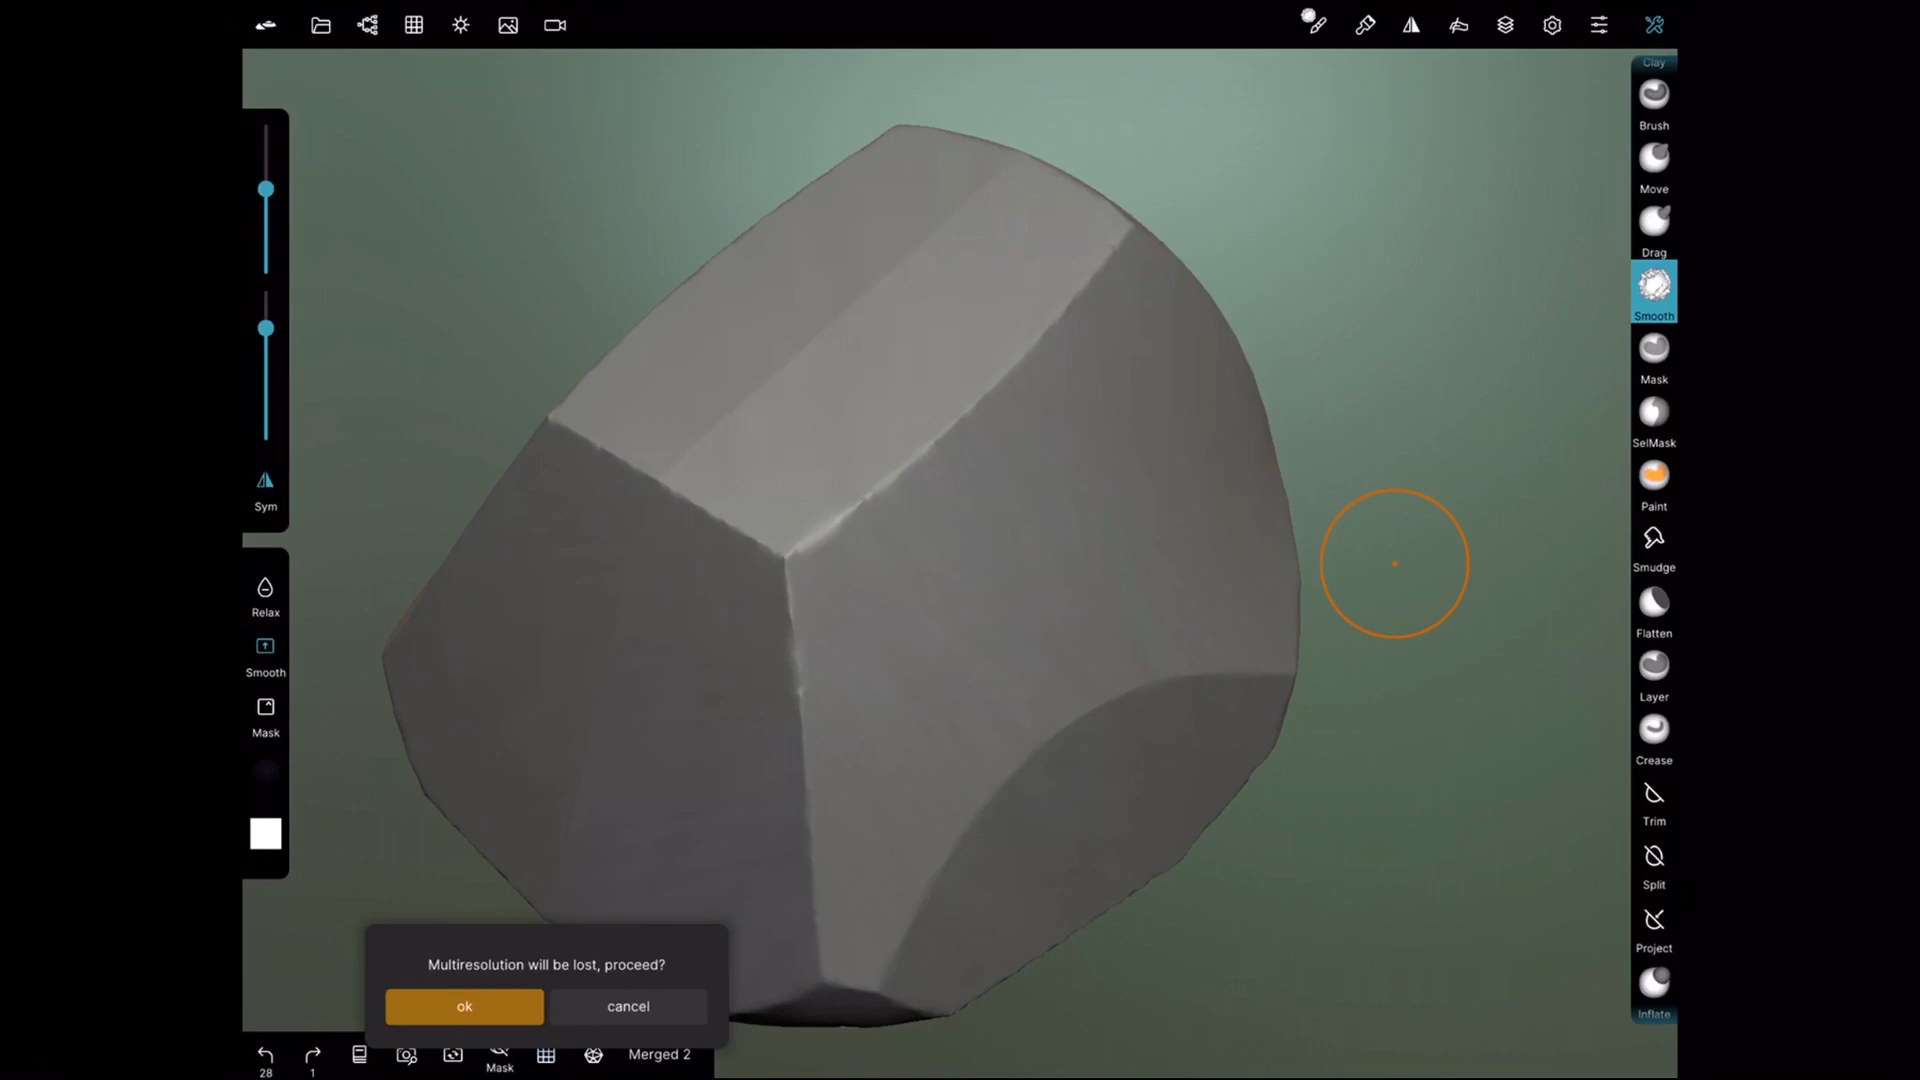 Clay
Brush
Move
Drag
Smooth
Mask
SelMask
Paint
Smudge
Flatten
Layer
Crease
Trim
Split
Project
Inflate
Sym
Relax
Smooth
Mask
Multiresolution will be lost, proceed?
ok cancel
28 1 Mask Merged 2